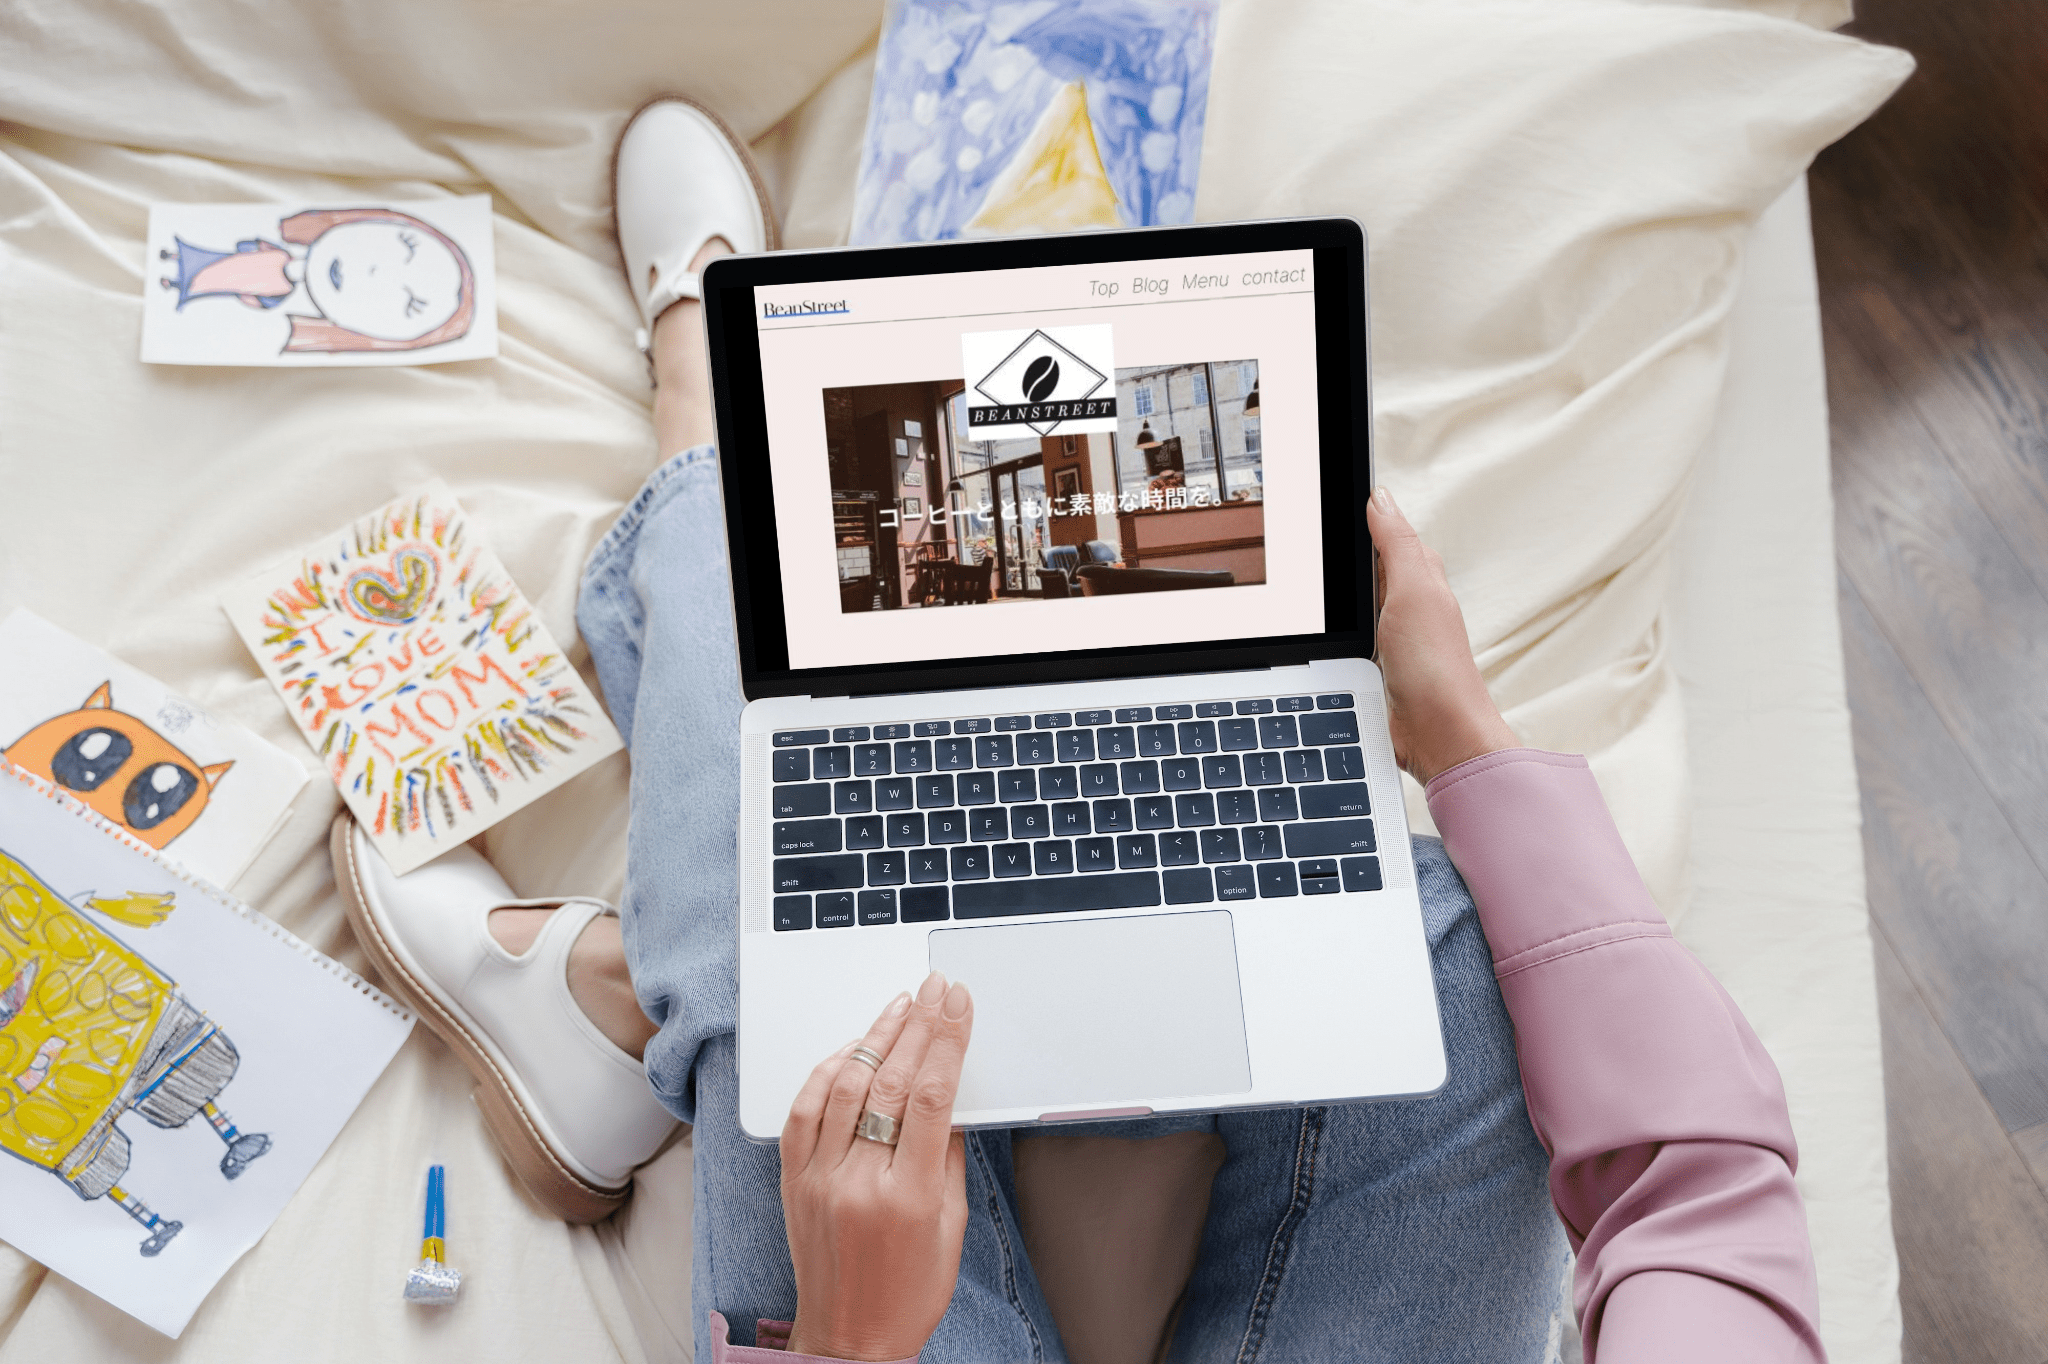 Top Blog Menu contact
BeanStreet
BEANSTREET
コーヒーとともに素敵な時間を。
I
LOVE
MOM
esc
~ ! @ # $ % ^ & * ( ) _ +
` 1 2 3 4 5 6 7 8 9 0 - = delete
tab Q W E R T Y U I O P { [ } ] | \
caps lock A S D F G H J K L : ; " ' return
shift Z X C V B N M < , > . ? / shift
fn control option option